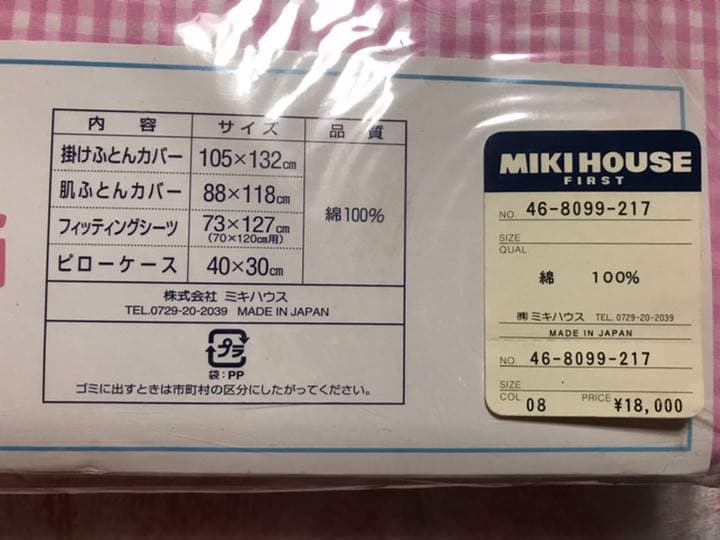 内容 サイズ 品質
掛けふとんカバー 105×132cm
肌ふとんカバー 88×118cm
綿100%
フィッティングシーツ 73×127cm
(70×120cm用)
ピローケース 40×30cm
株式会社 ミキハウス
TEL.0729-20-2039 MADE IN JAPAN
プラ
袋:PP
ゴミに出すときは市町村の区分にしたがってください。
MIKIHOUSE
FIRST
NO. 46-8099-217
SIZE
QUAL
綿 100%
㈱ミキハウス TEL. 0729-20-2039
MADE IN JAPAN
NO. 46-8099-217
SIZE
COL 08 PRICE ¥18,000